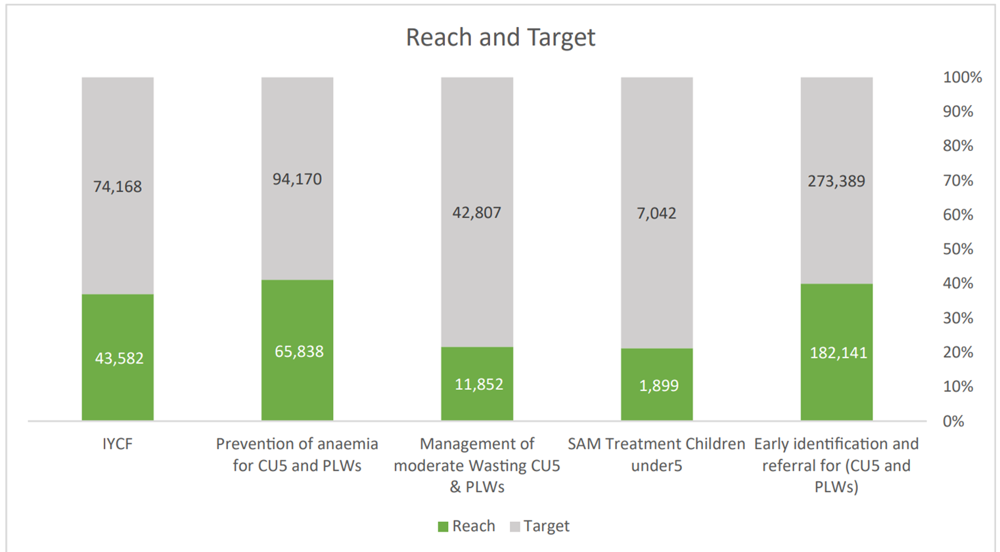 Reach and Target
100%
90%
80%
70%
60%
50%
40%
30%
20%
10%
0%
74,168
94,170
42,807
7,042
273,389
43,582
65,838
11,852
1,899
182,141
IYCF
Prevention of anaemia
for CU5 and PLWs
Management of
moderate Wasting CU5
& PLWs
SAM Treatment Children
under5
Early identification and
referral for (CU5 and
PLWs)
Reach
Target